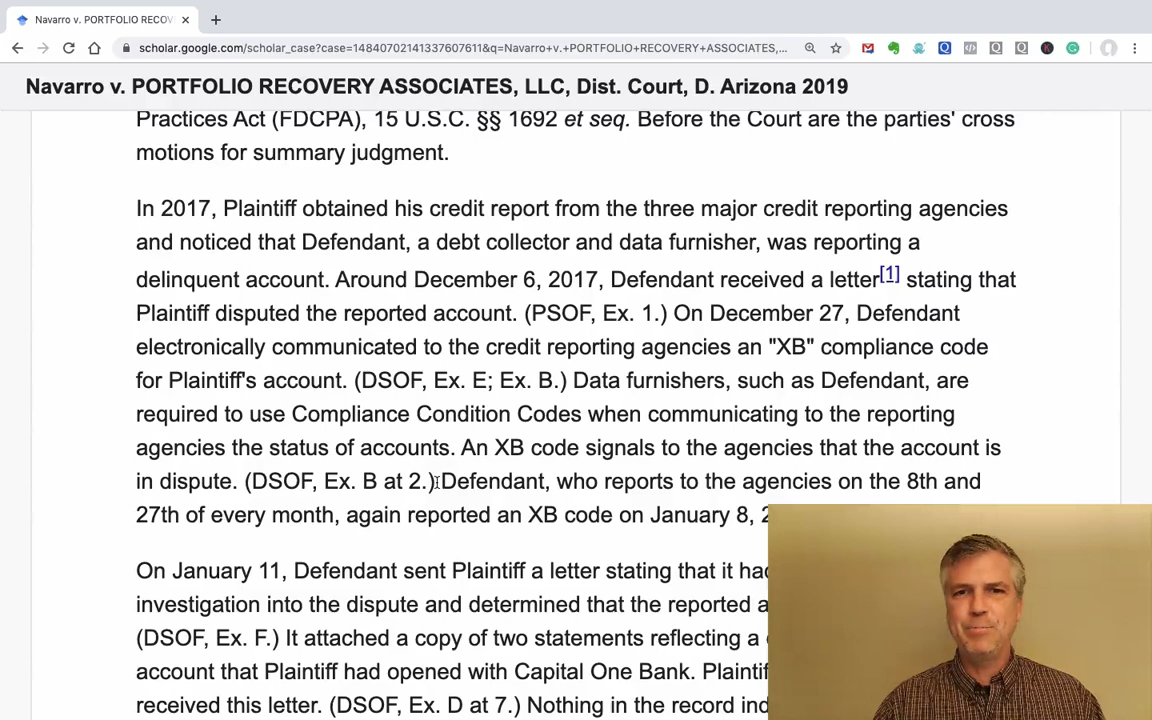 Navarro v. PORTFOLIO RECOV
scholar.google.com/scholar_case?case=14840702141337607611&q=Navarro+v.+PORTFOLIO+RECOVERY+ASSOCIATES,...
Navarro v. PORTFOLIO RECOVERY ASSOCIATES, LLC, Dist. Court, D. Arizona 2019
Practices Act (FDCPA), 15 U.S.C. §§ 1692 et seq. Before the Court are the parties' cross
motions for summary judgment.
In 2017, Plaintiff obtained his credit report from the three major credit reporting agencies
and noticed that Defendant, a debt collector and data furnisher, was reporting a
delinquent account. Around December 6, 2017, Defendant received a letter[1] stating that
Plaintiff disputed the reported account. (PSOF, Ex. 1.) On December 27, Defendant
electronically communicated to the credit reporting agencies an "XB" compliance code
for Plaintiff's account. (DSOF, Ex. E; Ex. B.) Data furnishers, such as Defendant, are
required to use Compliance Condition Codes when communicating to the reporting
agencies the status of accounts. An XB code signals to the agencies that the account is
in dispute. (DSOF, Ex. B at 2.) Defendant, who reports to the agencies on the 8th and
27th of every month, again reported an XB code on January 8, 2
On January 11, Defendant sent Plaintiff a letter stating that it had
investigation into the dispute and determined that the reported a
(DSOF, Ex. F.) It attached a copy of two statements reflecting a
account that Plaintiff had opened with Capital One Bank. Plaintif
received this letter. (DSOF, Ex. D at 7.) Nothing in the record ind